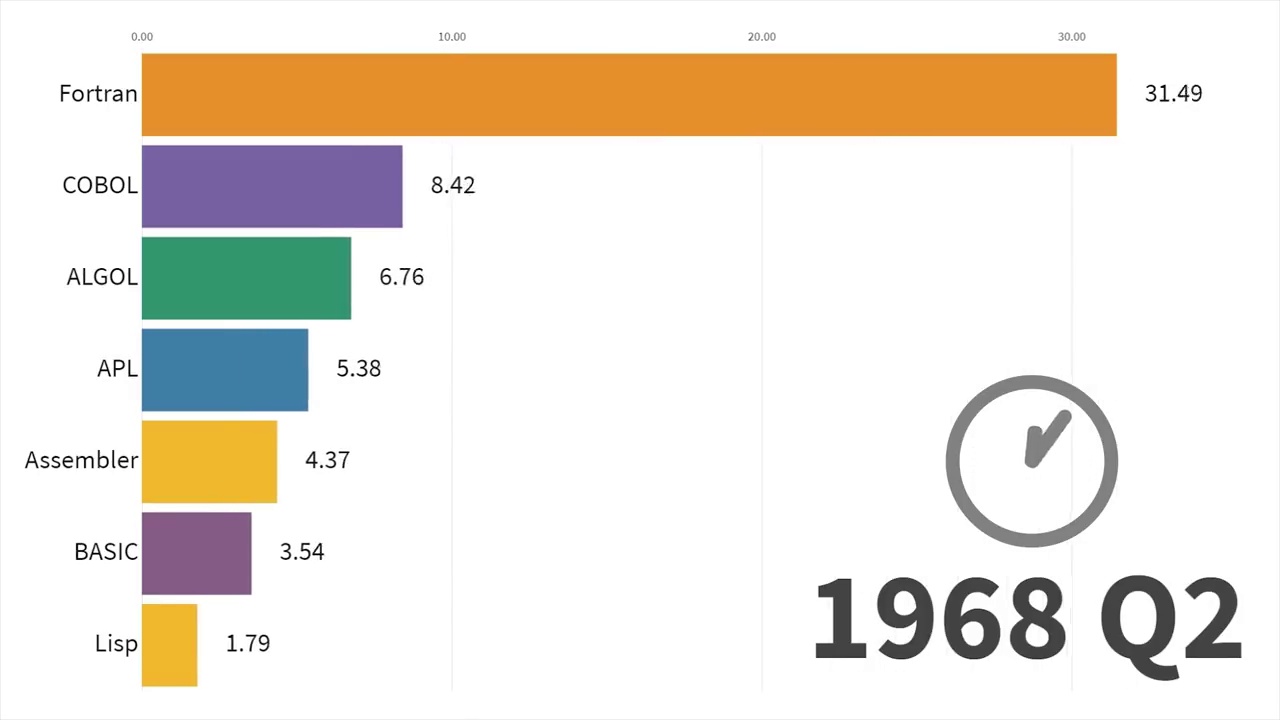 0.00 10.00 20.00 30.00
Fortran 31.49
COBOL 8.42
ALGOL 6.76
APL 5.38
Assembler 4.37
BASIC 3.54
Lisp 1.79
1968 Q2